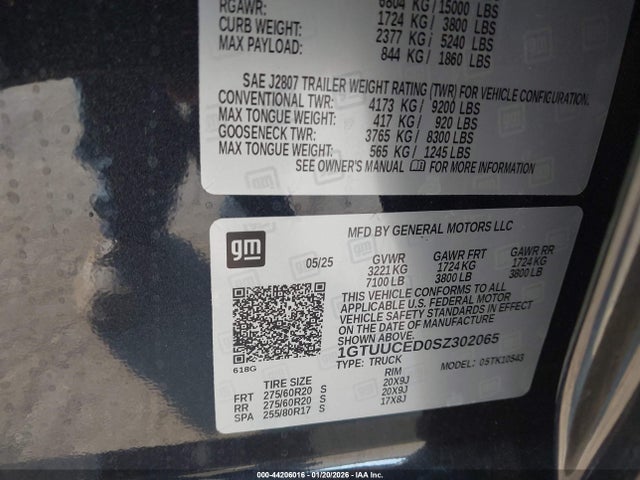 RGAWR: 6804 KG/15000 LBS
CURB WEIGHT: 1724 KG / 3800 LBS
MAX PAYLOAD: 2377 KG/ 5240 LBS
844 KG/ 1860 LBS
SAE J2807 TRAILER WEIGHT RATING (TWR) FOR VEHICLE CONFIGURATION.
CONVENTIONAL TWR: 4173 KG / 9200 LBS
MAX TONGUE WEIGHT: 417 KG / 920 LBS
GOOSENECK TWR: 3765 KG / 8300 LBS
MAX TONGUE WEIGHT: 565 KG / 1245 LBS
SEE OWNER'S MANUAL FOR MORE INFORMATION
gm
MFD BY GENERAL MOTORS LLC
05/25 GVWR GAWR FRT GAWR RR
3221 KG 1724 KG 1724 KG
7100 LB 3800 LB 3800 LB
THIS VEHICLE CONFORMS TO ALL
APPLICABLE U.S. FEDERAL MOTOR
VEHICLE SAFETY STANDARDS IN
EFFECT ON THE DATE OF MANUFACTURE
SHOWN ABOVE.
1GTUUCED0SZ302065
TYPE: TRUCK MODEL: 05TK10543
618G
TIRE SIZE RIM
FRT 275/60R20 S 20X9J
RR 275/60R20 S 20X9J
SPA 255/80R17 S 17X8J
000-44206016 | 01/20/2026 | IAAI.COM